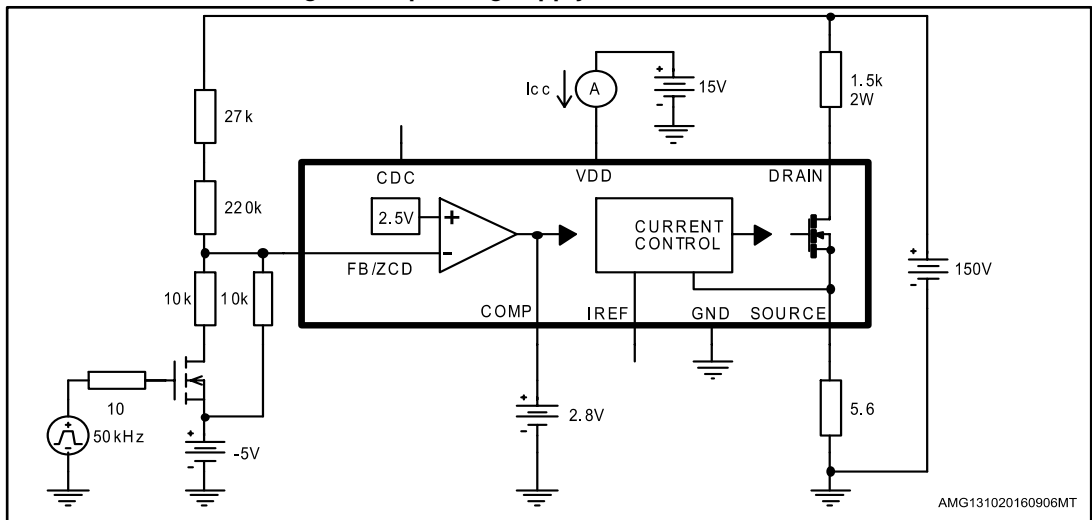 27k
220k
10k
10k
10
50kHz
-5V
CDC
2.5V
+
-
FB/ZCD
COMP
Icc
A
+
-
15V
VDD
DRAIN
1.5k
2W
CURRENT
CONTROL
IREF
GND
SOURCE
2.8V
5.6
150V
AMG131020160906MT